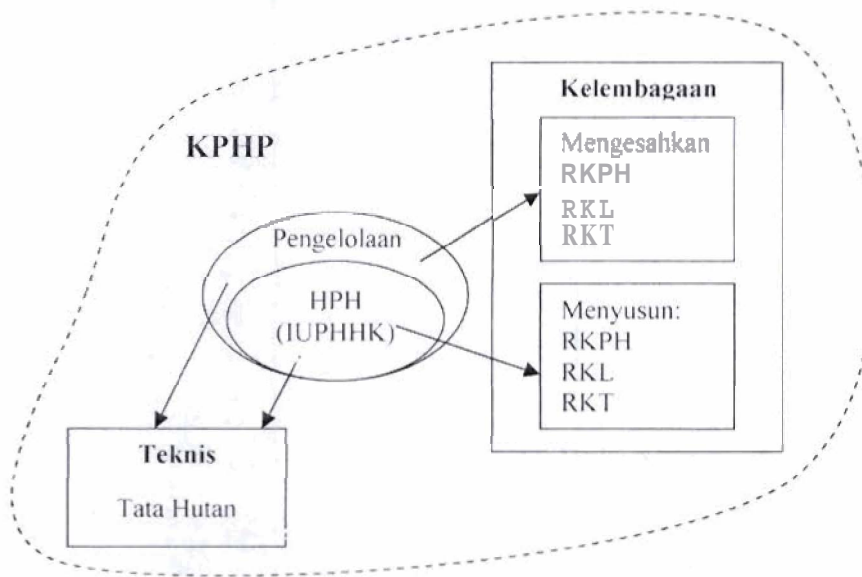 KPHP
Kelembagaan
Mengesahkan
RKPH
RKL
RKT
Pengelolaan
HPH
(IUPHHK)
Menyusun:
RKPH
RKL
RKT
Teknis
Tata Hutan